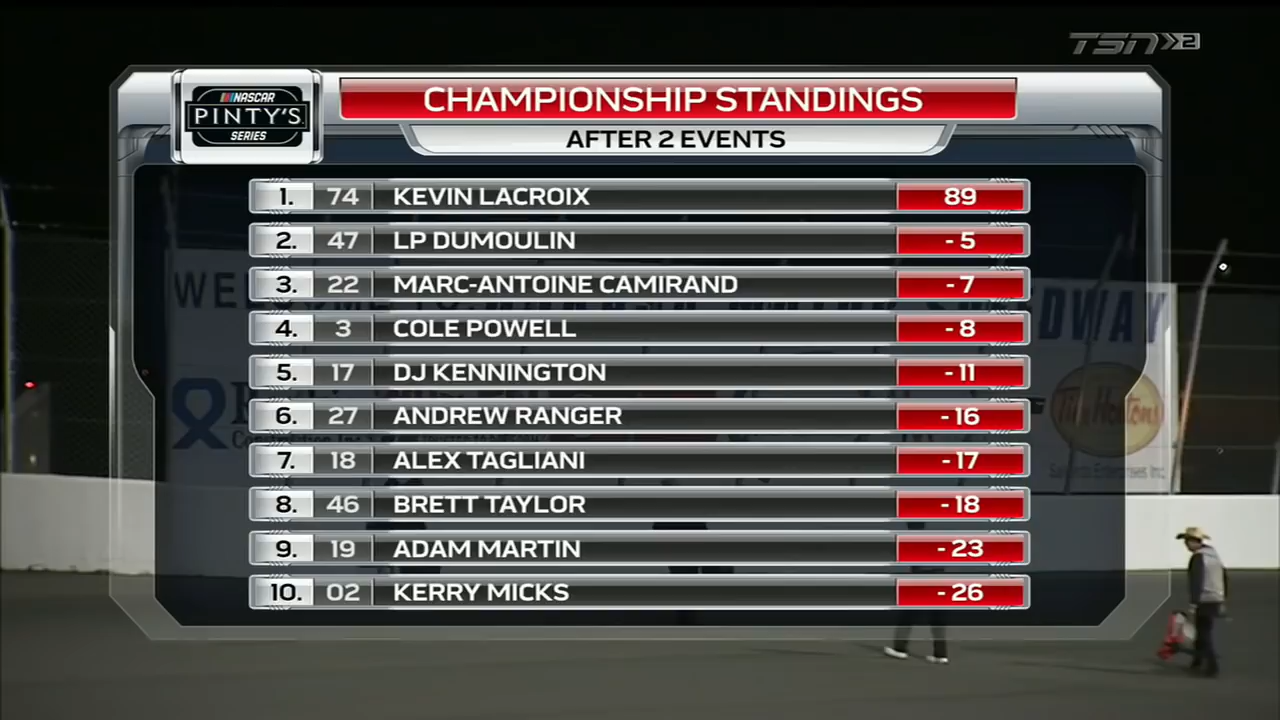 TSN 2
NASCAR
PINTY'S
SERIES
CHAMPIONSHIP STANDINGS
AFTER 2 EVENTS
1. 74 KEVIN LACROIX 89
2. 47 LP DUMOULIN - 5
3. 22 MARC-ANTOINE CAMIRAND - 7
4. 3 COLE POWELL - 8
5. 17 DJ KENNINGTON - 11
6. 27 ANDREW RANGER - 16
7. 18 ALEX TAGLIANI - 17
8. 46 BRETT TAYLOR - 18
9. 19 ADAM MARTIN - 23
10. 02 KERRY MICKS - 26
Tim Hortons